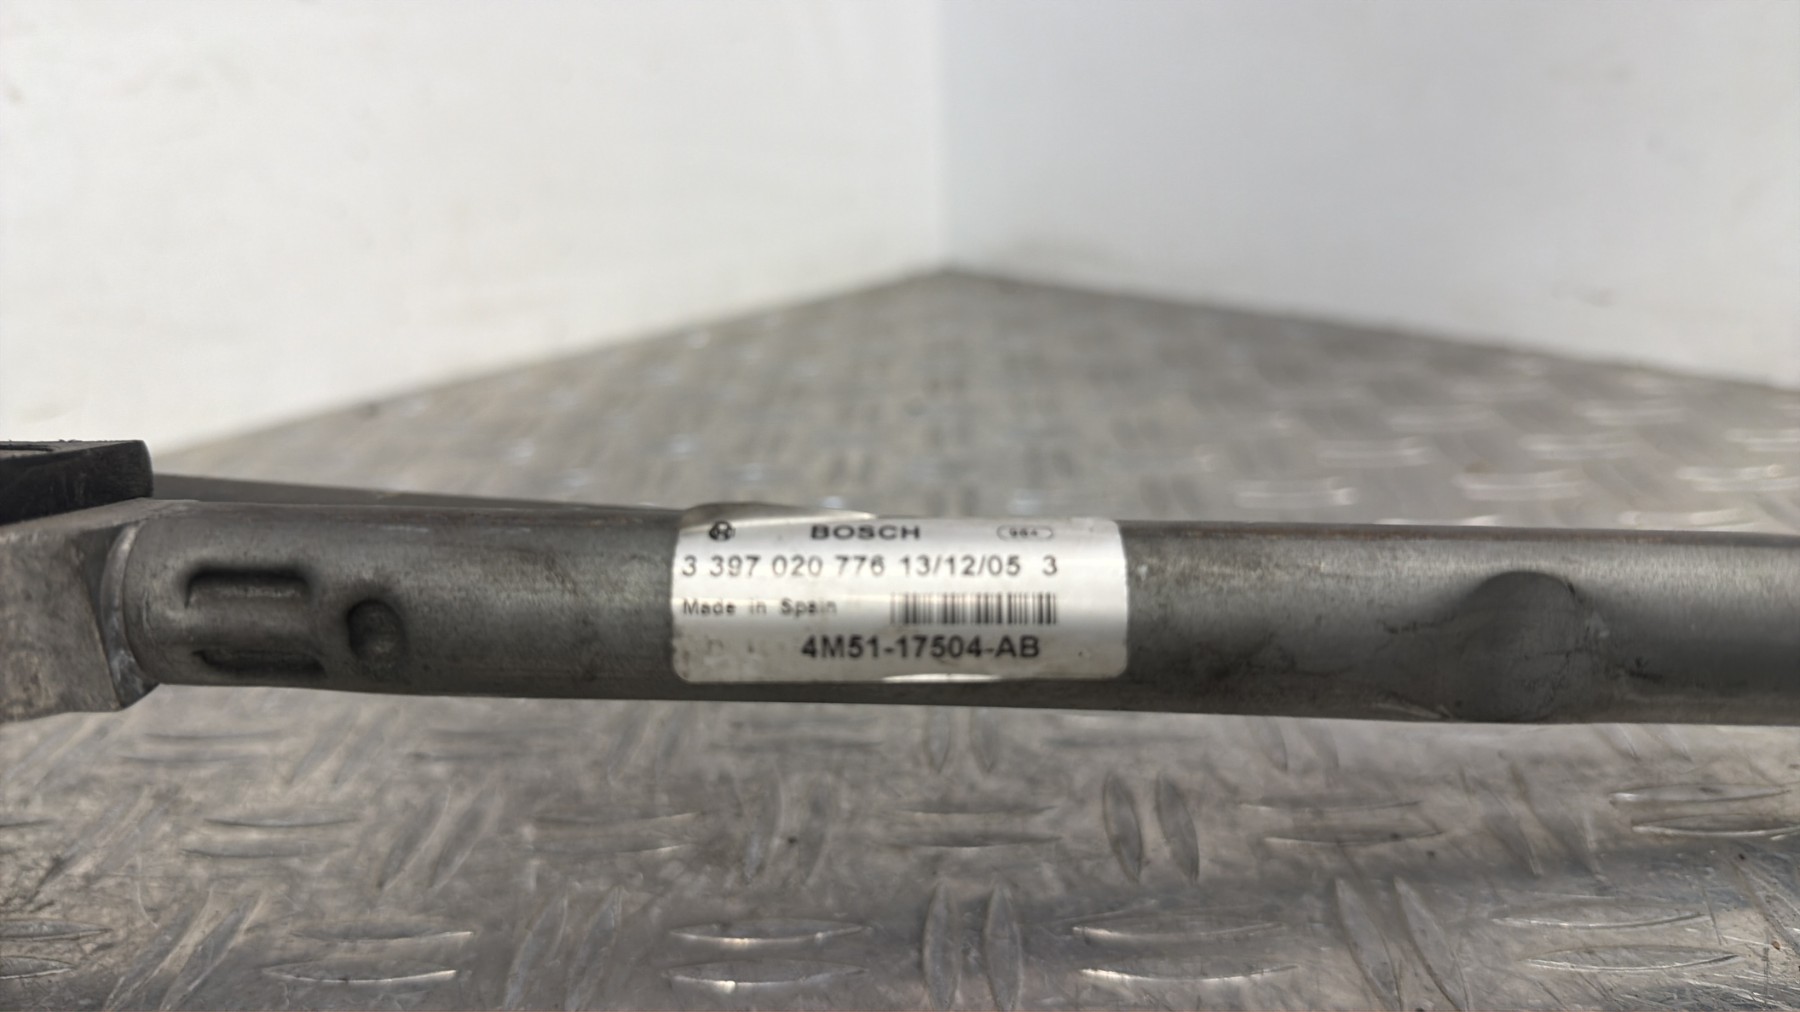 BOSCH
3 397 020 776 13/12/05 3
Made in Spain
4M51-17504-AB